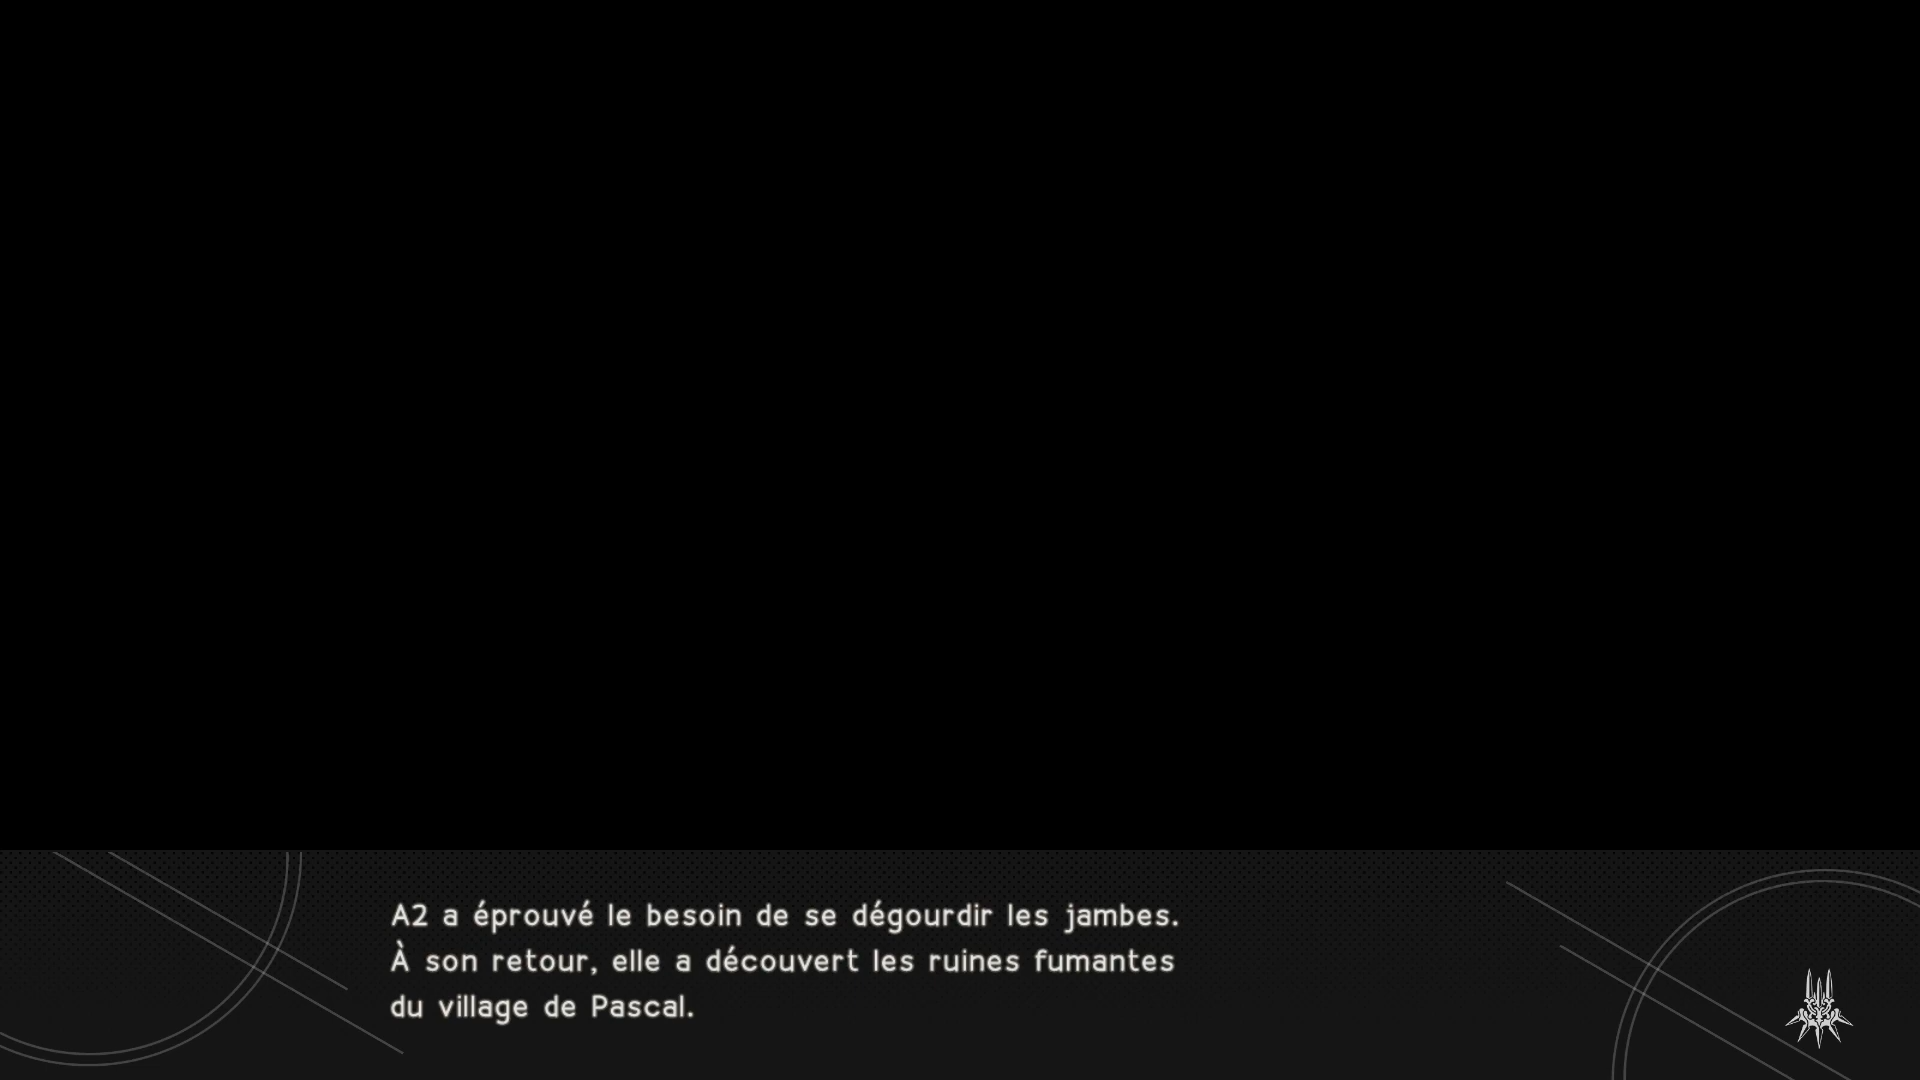 A2 a éprouvé le besoin de se dégourdir les jambes.
À son retour, elle a découvert les ruines fumantes
du village de Pascal.